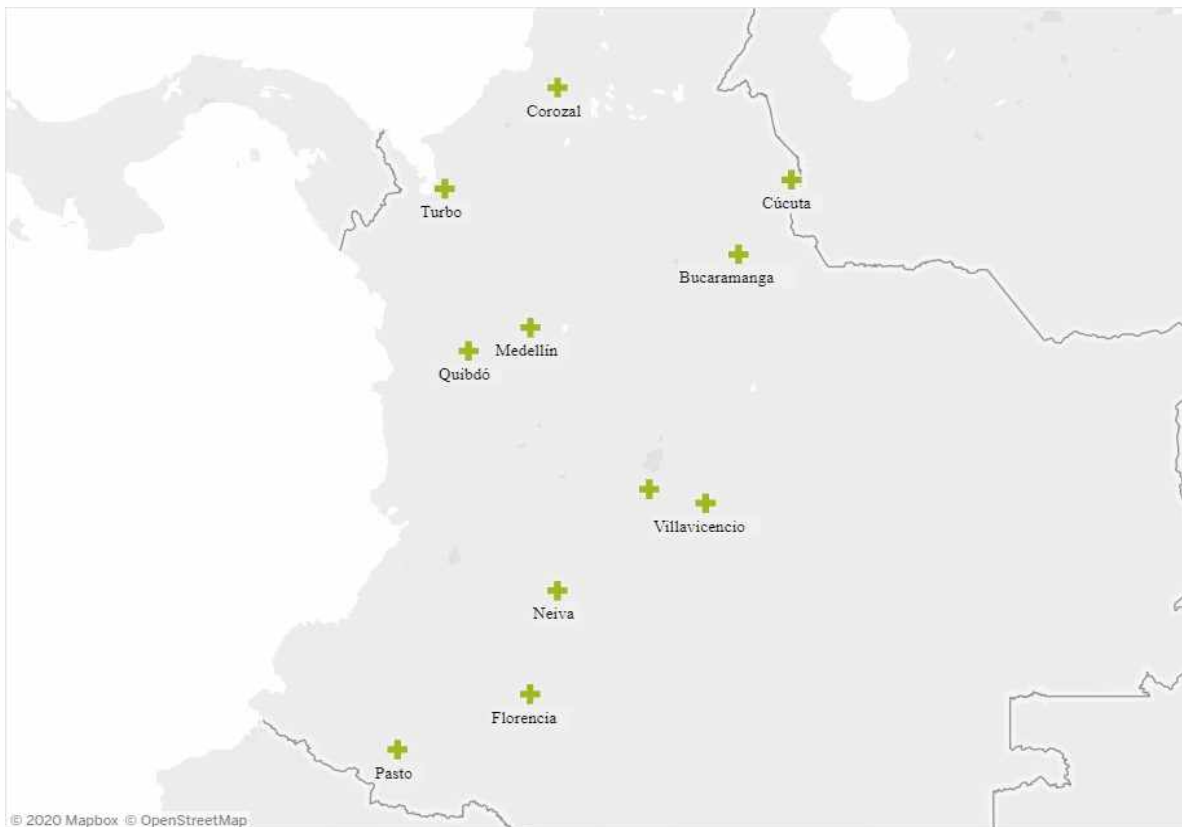 Corozal
Cúcuta
Turbo
Bucaramanga
Medellín
Quibdó
Villavicencio
Neiva
Florencia
Pasto
© 2020 Mapbox © OpenStreetMap